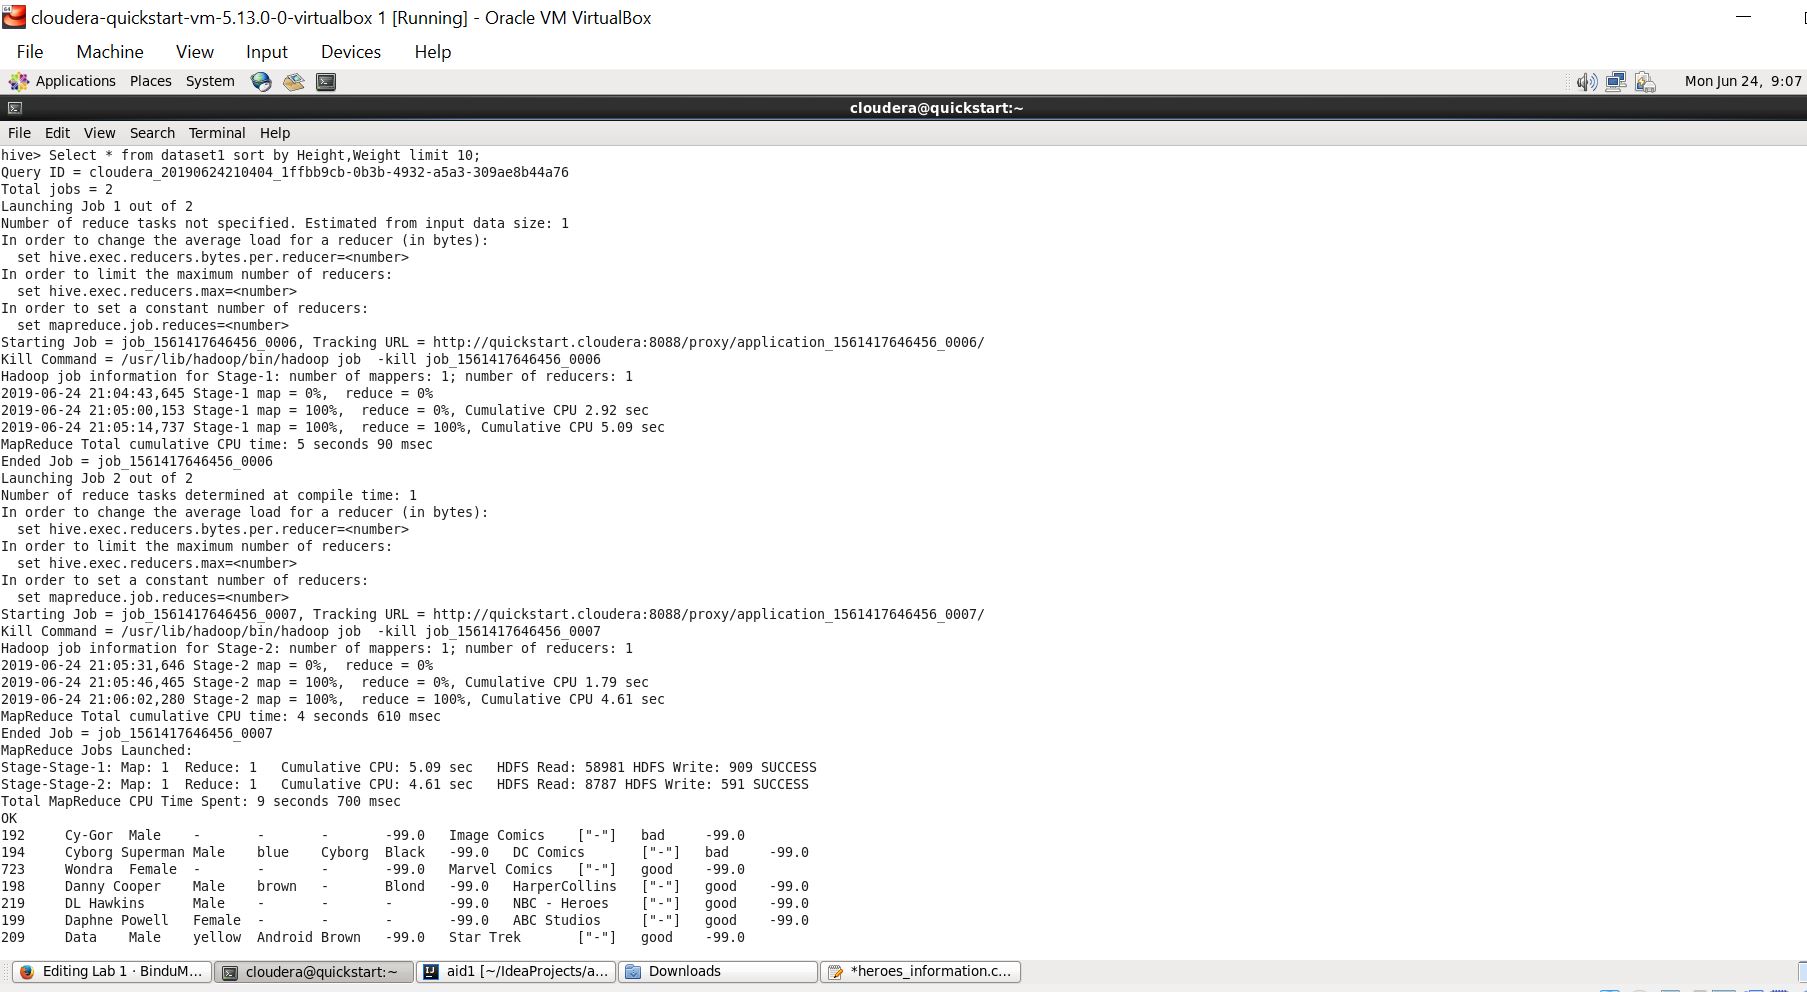 cloudera-quickstart-vm-5.13.0-0-virtualbox 1 [Running] - Oracle VM VirtualBox
File Machine View Input Devices Help
Applications Places System Mon Jun 24, 9:07
cloudera@quickstart:~
File Edit View Search Terminal Help
hive> Select * from dataset1 sort by Height,Weight limit 10;
Query ID = cloudera_20190624210404_1ffbb9cb-0b3b-4932-a5a3-309ae8b44a76
Total jobs = 2
Launching Job 1 out of 2
Number of reduce tasks not specified. Estimated from input data size: 1
In order to change the average load for a reducer (in bytes):
  set hive.exec.reducers.bytes.per.reducer=<number>
In order to limit the maximum number of reducers:
  set hive.exec.reducers.max=<number>
In order to set a constant number of reducers:
  set mapreduce.job.reduces=<number>
Starting Job = job_1561417646456_0006, Tracking URL = http://quickstart.cloudera:8088/proxy/application_1561417646456_0006/
Kill Command = /usr/lib/hadoop/bin/hadoop job  -kill job_1561417646456_0006
Hadoop job information for Stage-1: number of mappers: 1; number of reducers: 1
2019-06-24 21:04:43,645 Stage-1 map = 0%,  reduce = 0%
2019-06-24 21:05:00,153 Stage-1 map = 100%,  reduce = 0%, Cumulative CPU 2.92 sec
2019-06-24 21:05:14,737 Stage-1 map = 100%,  reduce = 100%, Cumulative CPU 5.09 sec
MapReduce Total cumulative CPU time: 5 seconds 90 msec
Ended Job = job_1561417646456_0006
Launching Job 2 out of 2
Number of reduce tasks determined at compile time: 1
In order to change the average load for a reducer (in bytes):
  set hive.exec.reducers.bytes.per.reducer=<number>
In order to limit the maximum number of reducers:
  set hive.exec.reducers.max=<number>
In order to set a constant number of reducers:
  set mapreduce.job.reduces=<number>
Starting Job = job_1561417646456_0007, Tracking URL = http://quickstart.cloudera:8088/proxy/application_1561417646456_0007/
Kill Command = /usr/lib/hadoop/bin/hadoop job  -kill job_1561417646456_0007
Hadoop job information for Stage-2: number of mappers: 1; number of reducers: 1
2019-06-24 21:05:31,646 Stage-2 map = 0%,  reduce = 0%
2019-06-24 21:05:46,465 Stage-2 map = 100%,  reduce = 0%, Cumulative CPU 1.79 sec
2019-06-24 21:06:02,280 Stage-2 map = 100%,  reduce = 100%, Cumulative CPU 4.61 sec
MapReduce Total cumulative CPU time: 4 seconds 610 msec
Ended Job = job_1561417646456_0007
MapReduce Jobs Launched:
Stage-Stage-1: Map: 1  Reduce: 1   Cumulative CPU: 5.09 sec   HDFS Read: 58981 HDFS Write: 909 SUCCESS
Stage-Stage-2: Map: 1  Reduce: 1   Cumulative CPU: 4.61 sec   HDFS Read: 8787 HDFS Write: 591 SUCCESS
Total MapReduce CPU Time Spent: 9 seconds 700 msec
OK
192     Cy-Gor  Male    -       -       -       -99.0   Image Comics    ["-"]   bad     -99.0
194     Cyborg Superman Male    blue    Cyborg  Black   -99.0   DC Comics       ["-"]   bad     -99.0
723     Wondra  Female  -       -       -       -99.0   Marvel Comics   ["-"]   good    -99.0
198     Danny Cooper    Male    brown   -       Blond   -99.0   HarperCollins   ["-"]   good    -99.0
219     DL Hawkins      Male    -       -       -       -99.0   NBC - Heroes    ["-"]   good    -99.0
199     Daphne Powell   Female  -       -       -       -99.0   ABC Studios     ["-"]   good    -99.0
209     Data    Male    yellow  Android Brown   -99.0   Star Trek       ["-"]   good    -99.0
Editing Lab 1 · BinduM... cloudera@quickstart:~ aid1 [~/IdeaProjects/a... Downloads *heroes_information.c...